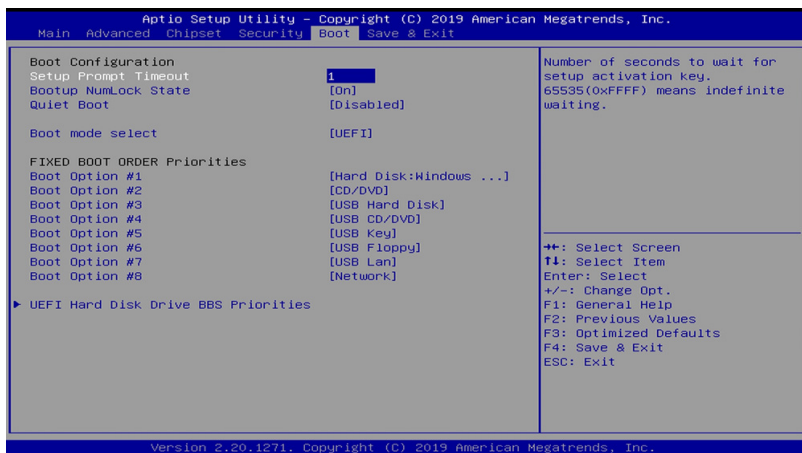 Aptio Setup Utility – Copyright (C) 2019 American Megatrends, Inc.
Main Advanced Chipset Security Boot Save & Exit
Boot Configuration
Setup Prompt Timeout 1
Bootup NumLock State [On]
Quiet Boot [Disabled]
Boot mode select [UEFI]
FIXED BOOT ORDER Priorities
Boot Option #1 [Hard Disk:Windows ...]
Boot Option #2 [CD/DVD]
Boot Option #3 [USB Hard Disk]
Boot Option #4 [USB CD/DVD]
Boot Option #5 [USB Key]
Boot Option #6 [USB Floppy]
Boot Option #7 [USB Lan]
Boot Option #8 [Network]
▶ UEFI Hard Disk Drive BBS Priorities
Number of seconds to wait for
setup activation key.
65535(0xFFFF) means indefinite
waiting.
→←: Select Screen
↑↓: Select Item
Enter: Select
+/-: Change Opt.
F1: General Help
F2: Previous Values
F3: Optimized Defaults
F4: Save & Exit
ESC: Exit
Version 2.20.1271. Copyright (C) 2019 American Megatrends, Inc.